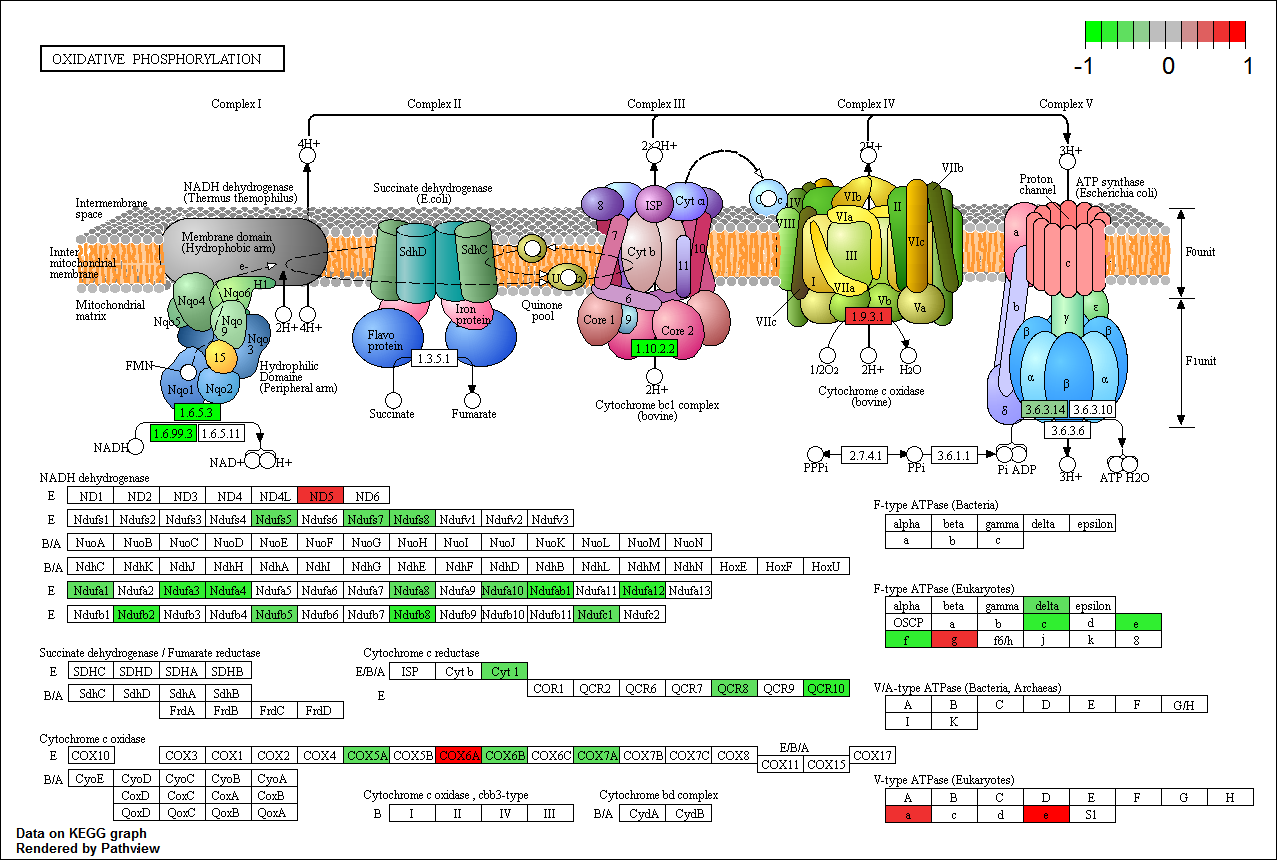 OXIDATIVE PHOSPHORYLATION
-1 0 1
Complex I Complex II Complex III Complex IV Complex V
4H+ 2×2H+ 2H+ 3H+
NADH dehydrogenase
(Thermus themophilus)
Succinate dehydrogenase
(E.coli)
VIIb
Proton
channel
ATP synthase
(Escherichia coli)
Intermembrane
space
Innter
mitochondrial
membrane
Mitochondrial
matrix
Membrane domain
(Hydrophobic arm)
e-
H1
Nqo4
Nqo6
Nqo5
Nqo
9
Nqo
3
15
FMN
Nqo1
Nqo2
Hydrophilic
Domaine
(Peripheral arm)
2H+ 4H+
SdhD
SdhC
Flavo
protein
Iron
protein
1.3.5.1
Succinate
Fumarate
Quinone
pool
8
ISP
Cyt c1
7
Cyt b
10
11
6
Core 1
9
Core 2
1.10.2.2
2H+
Cytochrome bc1 complex
(bovine)
IV
VIb
VIII
VIa
II
VIc
III
I
VIIa
VIIc
Vb
Va
1.9.3.1
1/2O2
2H+
H2O
Cytochrome c oxidase
(bovine)
a
c
b
γ
ε
β
β
α
β
α
δ
F0unit
F1unit
3.6.3.14 3.6.3.10
3.6.3.6
1.6.5.3
1.6.99.3 1.6.5.11
NADH
NAD+ H+
PPPi
2.7.4.1
PPi
3.6.1.1
Pi ADP
3H+
ATP H2O
NADH dehydrogenase
E ND1 ND2 ND3 ND4 ND4L ND5 ND6
E Ndufs1 Ndufs2 Ndufs3 Ndufs4 Ndufs5 Ndufs6 Ndufs7 Ndufs8 Ndufv1 Ndufv2 Ndufv3
B/A NuoA NuoB NuoC NuoD NuoE NuoF NuoG NuoH NuoI NuoJ NuoK NuoL NuoM NuoN
B/A NdhC NdhK NdhJ NdhH NdhA NdhI NdhG NdhE NdhF NdhD NdhB NdhL NdhM NdhN HoxE HoxF HoxU
E Ndufa1 Ndufa2 Ndufa3 Ndufa4 Ndufa5 Ndufa6 Ndufa7 Ndufa8 Ndufa9 Ndufa10 Ndufab1 Ndufa11 Ndufa12 Ndufa13
E Ndufb1 Ndufb2 Ndufb3 Ndufb4 Ndufb5 Ndufb6 Ndufb7 Ndufb8 Ndufb9 Ndufb10 Ndufb11 Ndufc1 Ndufc2
Succinate dehydrogenase / Fumarate reductase
E SDHC SDHD SDHA SDHB
B/A SdhC SdhD SdhA SdhB
FrdA FrdB FrdC FrdD
Cytochrome c reductase
E/B/A ISP Cyt b Cyt 1
E COR1 QCR2 QCR6 QCR7 QCR8 QCR9 QCR10
Cytochrome c oxidase
E COX10 COX3 COX1 COX2 COX4 COX5A COX5B COX6A COX6B COX6C COX7A COX7B COX7C COX8
E/B/A
COX11 COX15
COX17
B/A CyoE CyoD CyoC CyoB CyoA
CoxD CoxC CoxA CoxB
QoxD QoxC QoxB QoxA
Cytochrome c oxidase , cbb3-type
B I II IV III
Cytochrome bd complex
B/A CydA CydB
F-type ATPase (Bacteria)
alpha beta gamma delta epsilon
a b c
F-type ATPase (Eukaryotes)
alpha beta gamma delta epsilon
OSCP a b c d e
f g f6/h j k 8
V/A-type ATPase (Bacteria, Archaeas)
A B C D E F G/H
I K
V-type ATPase (Eukaryotes)
A B C D E F G H
a c d e S1
Data on KEGG graph
Rendered by Pathview